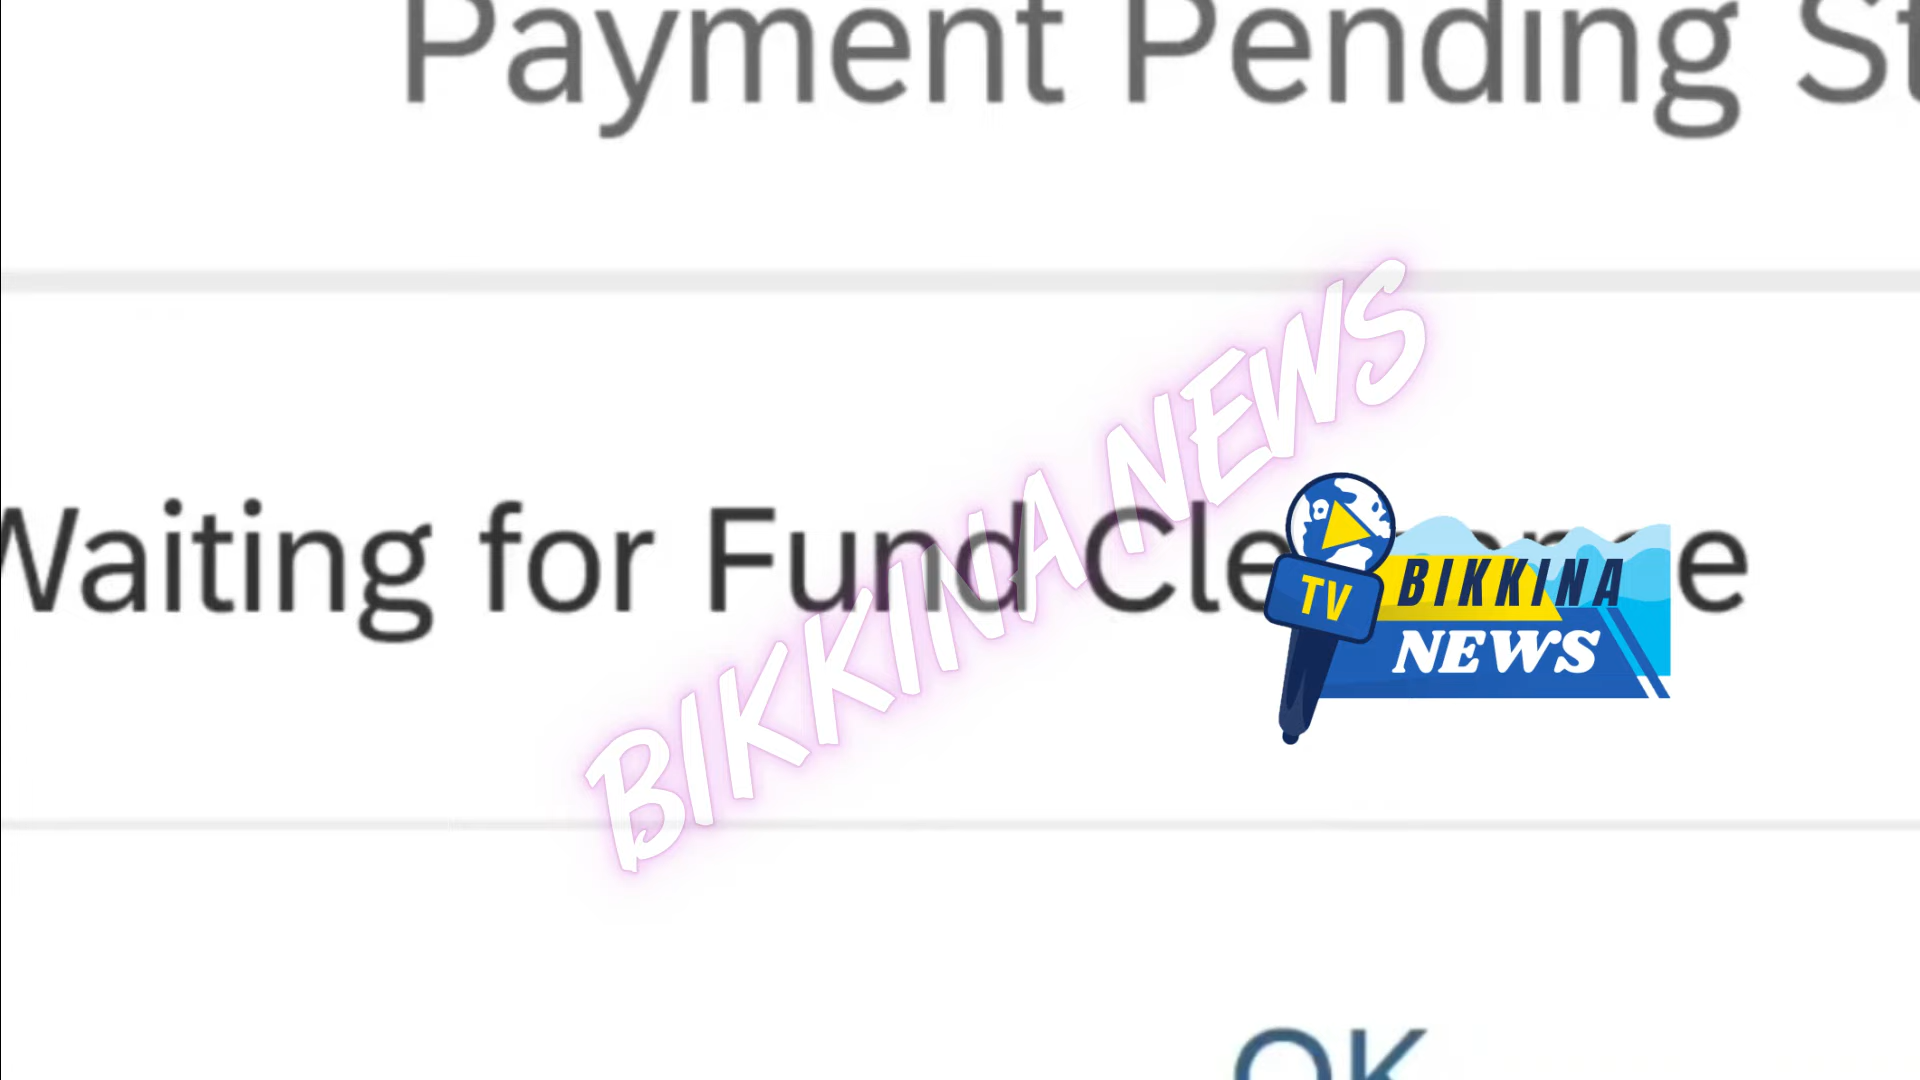 Payment Pending
Waiting for Fund
BIKKINA NEWS
TV
BIKKINA
NEWS
OK